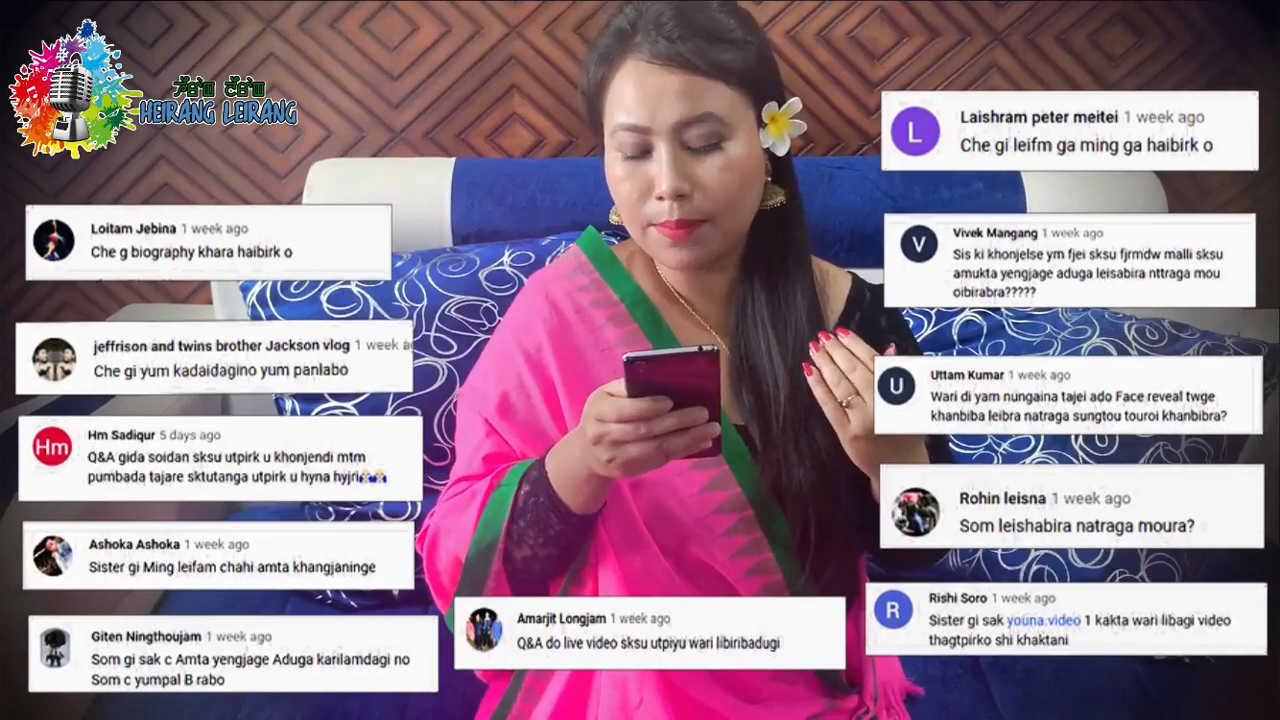 HEIRANG LEIRANG
Loitam Jebina 1 week ago
Che g biography khara haibirk o
jeffrison and twins brother Jackson vlog 1 week
Che gi yum kadaidagino yum panlabo
Hm
Hm Sadiqur 5 days ago
Q&A gida soidan sksu utpirk u khonjendi mtm
pumbada tajare sktutanga utpirk u hyna hyjri
Ashoka Ashoka 1 week ago
Sister gi Ming leifam chahi amta khangjaninge
Giten Ningthoujam 1 week ago
Som gi sak c Amta yengjage Aduga karilamdagi no
Som c yumpal B rabo
Amarjit Longjam 1 week ago
Q&A do live video sksu utpiyu wari libiribadugi
L
Laishram peter meitei 1 week ago
Che gi leifm ga ming ga haibirk o
V
Vivek Mangang 1 week ago
Sis ki khonjelse ym fjei sksu fjrmdw malli sksu
amukta yengjage aduga leisabira nttraga mou
oibirabra?????
U
Uttam Kumar 1 week ago
Wari di yam nungaina tajei ado Face reveal twge
khanbiba leibra natraga sungtou touroi khanbibra?
Rohin leisna 1 week ago
Som leishabira natraga moura?
R
Rishi Soro 1 week ago
Sister gi sak youna video 1 kakta wari libagi video
thagtpirko shi khaktani